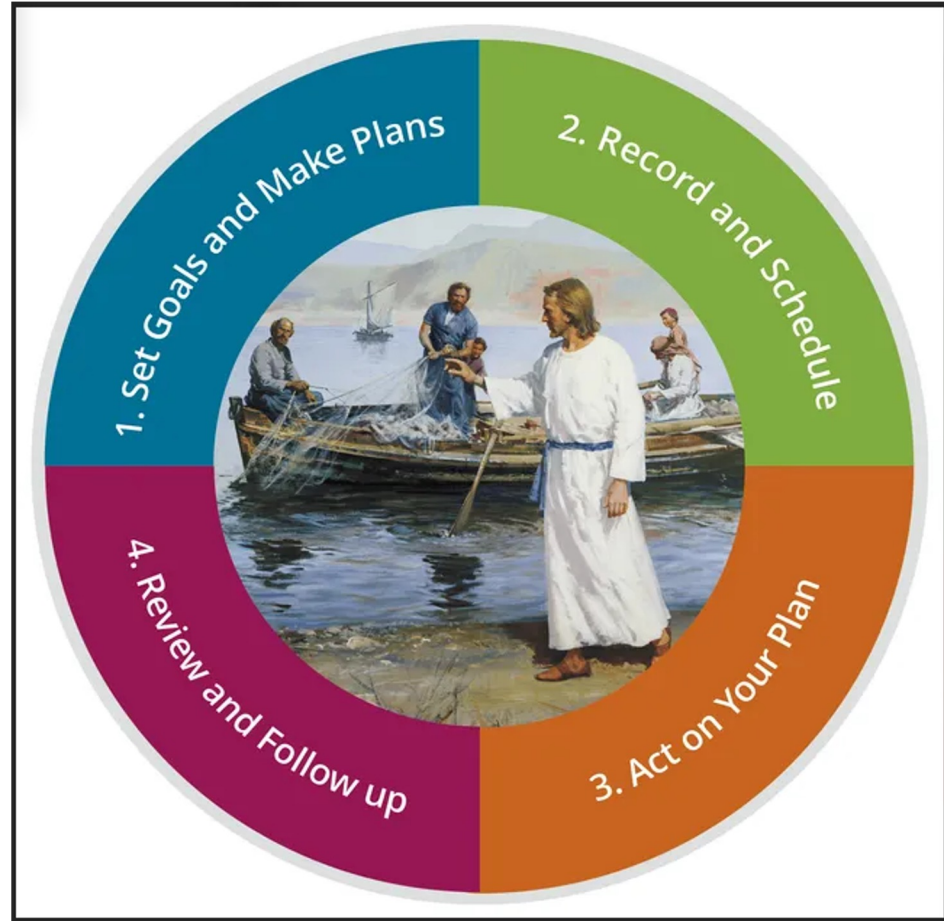 1. Set Goals and Make Plans
2. Record and Schedule
3. Act on Your Plan
4. Review and Follow up